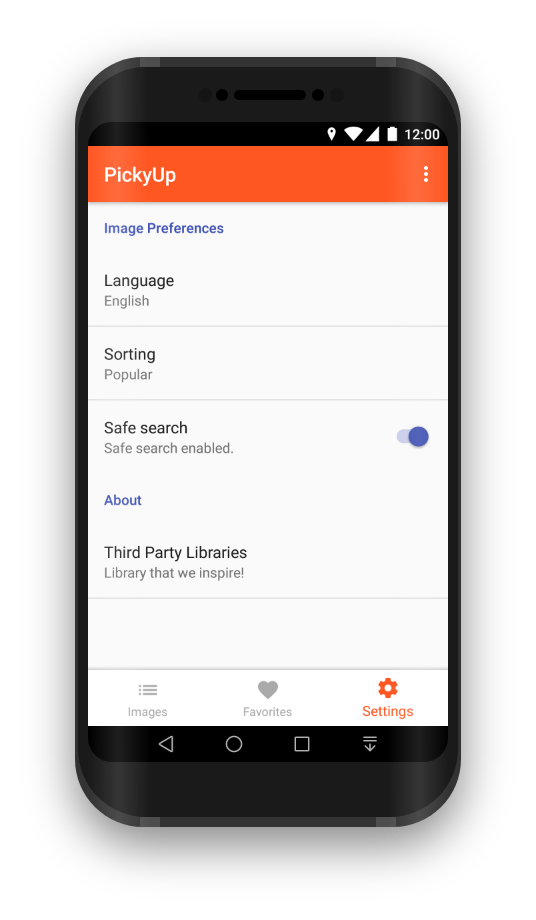 12:00
PickyUp
Image Preferences
Language
English
Sorting
Popular
Safe search
Safe search enabled.
About
Third Party Libraries
Library that we inspire!
Images
Favorites
Settings